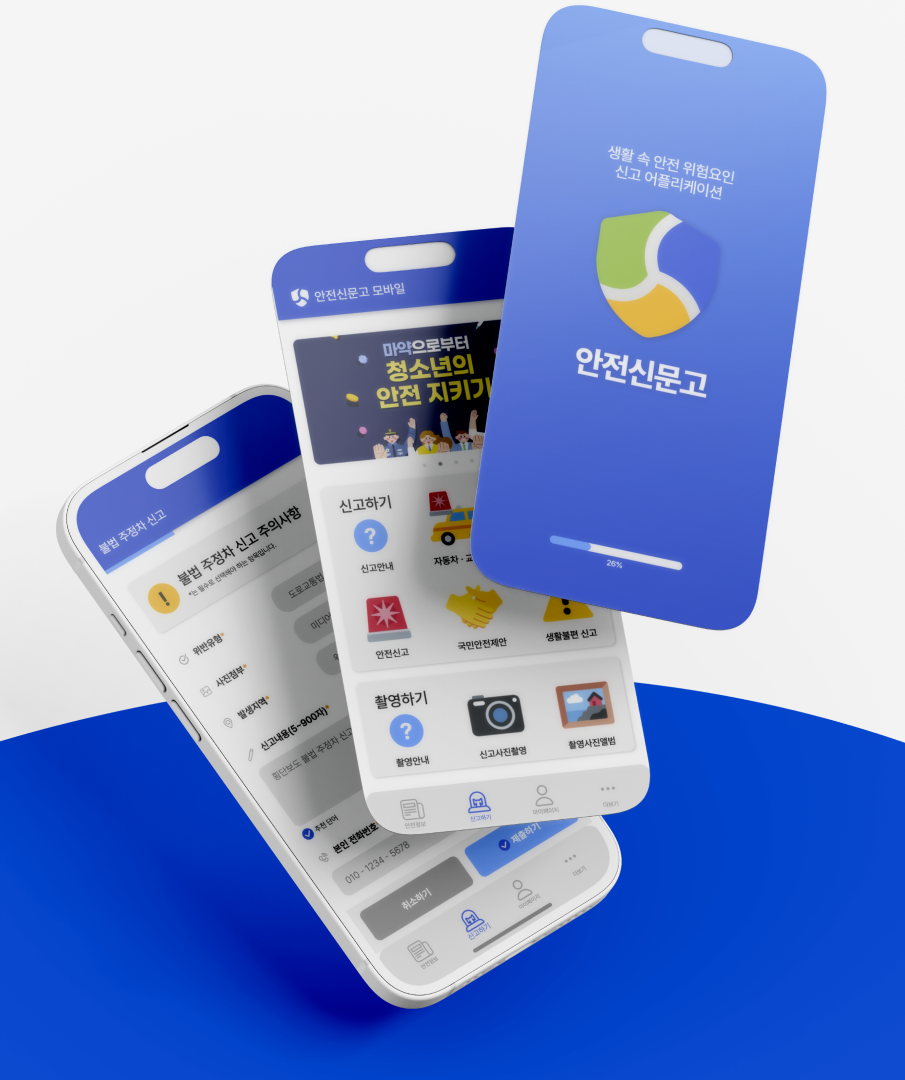 생활 속 안전 위험요인
신고 어플리케이션
안전신문고
26%
안전신문고 모바일
마약으로부터
청소년의
안전 지키기
신고하기
?
신고안내
자동차 · 교
안전신고
국민안전제안
생활불편 신고
촬영하기
?
촬영안내
신고사진촬영
촬영사진앨범
안전정보
신고하기
마이페이지
더보기
불법 주정차 신고
불법 주정차 신고 주의사항
*는 필수로 선택해야 하는 항목입니다.
위반유형*
도로교통법
사진첨부*
미디어
발생지역*
신고내용(5~900자)*
횡단보도 불법 주정차 신고
추천 단어
본인 전화번호
010 - 1234 - 5678
취소하기
제출하기
안전정보
신고하기
마이페이지
더보기